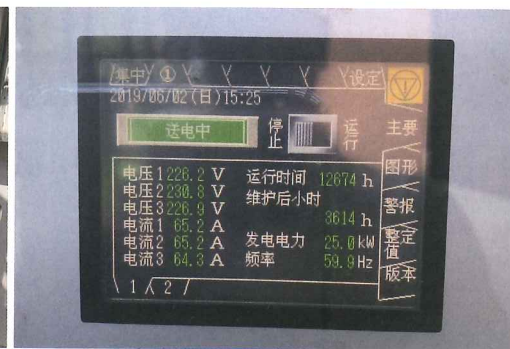 集中 ① 设定
2019/06/02(日)15:25
送电中 停止 运行 主要
电压1 226.2 V 运行时间 12674 h 图形
电压2 230.8 V 维护后小时
电压3 226.9 V 3614 h 警报
电流1 65.2 A
电流2 65.2 A 发电电力 25.0 kW 整定值
电流3 64.3 A 频率 59.9 Hz
版本
1 2